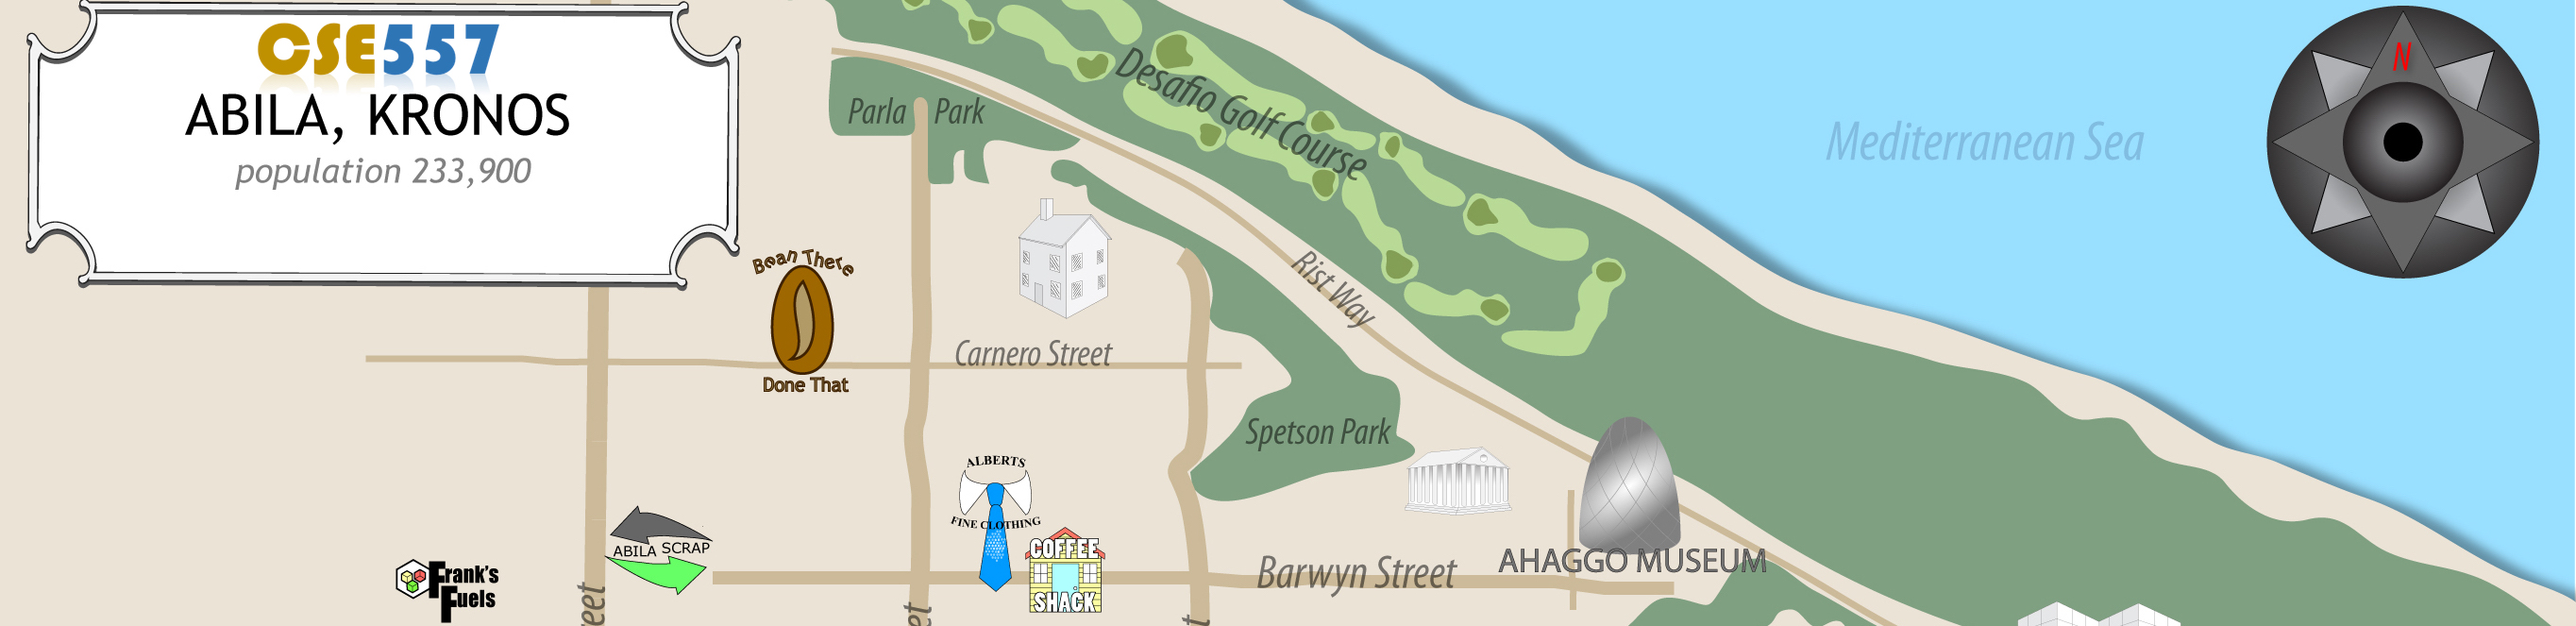 CSE557
ABILA, KRONOS
population 233,900
N
Mediterranean Sea
Desafio Golf Course
Parla Park
Rist Way
Bean There
Done That
Carnero Street
Spetson Park
ALBERTS
FINE CLOTHING
ABILA SCRAP
Frank's
Fuels
COFFEE
SHACK
Barwyn Street
AHAGGO MUSEUM